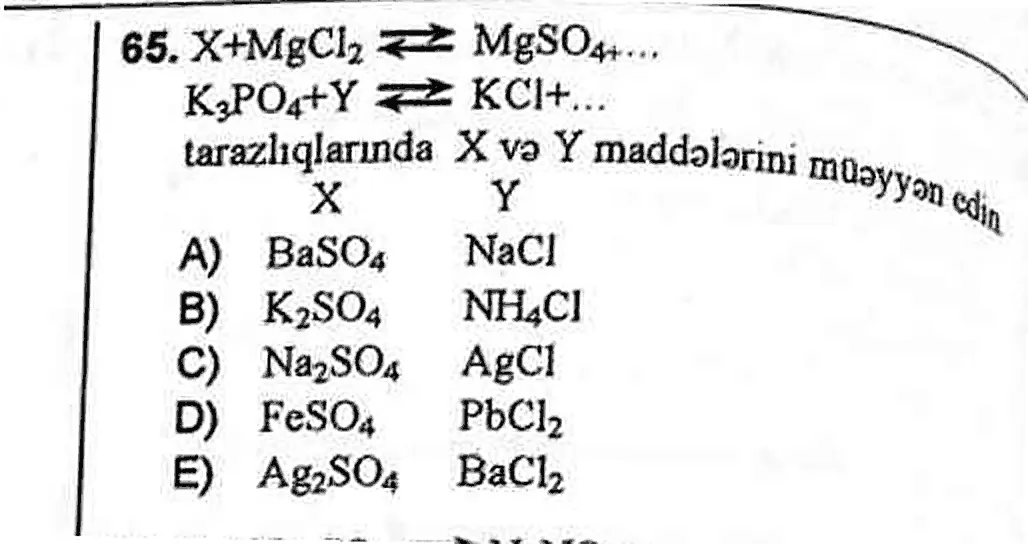 65. X+MgCl₂ ⇄ MgSO₄+...
K₃PO₄+Y ⇄ KCl+...
tarazlıqlarında X və Y maddələrini müəyyən edin
X Y
A) BaSO₄ NaCl
B) K₂SO₄ NH₄Cl
C) Na₂SO₄ AgCl
D) FeSO₄ PbCl₂
E) Ag₂SO₄ BaCl₂